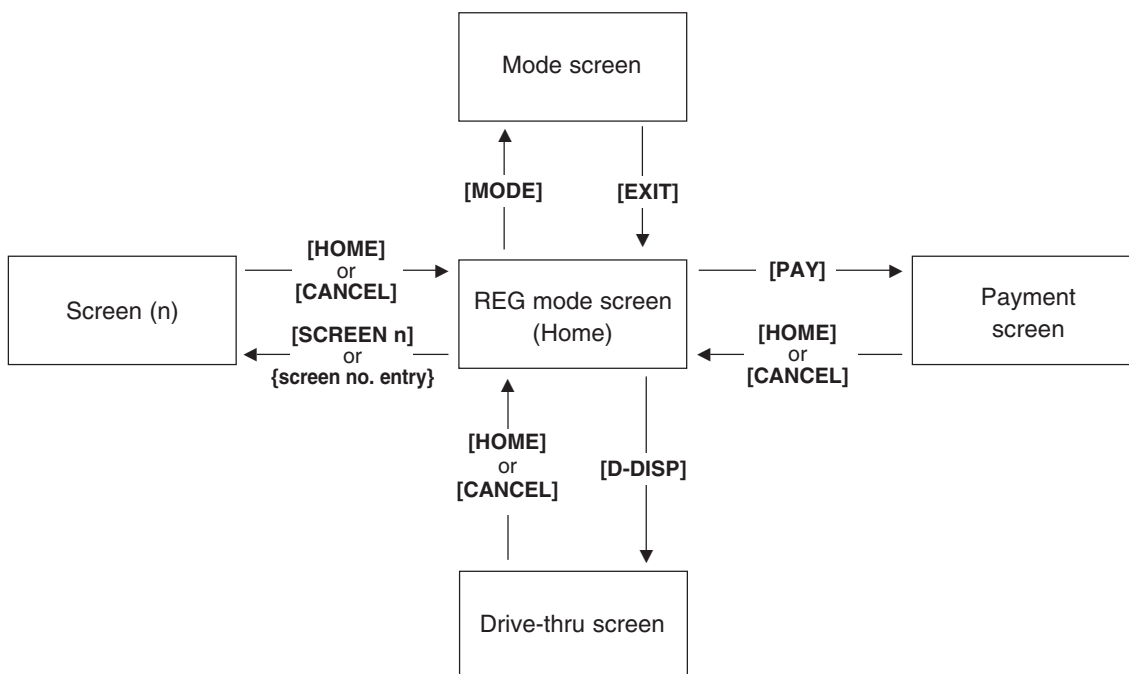 Mode screen
[MODE]
[EXIT]
[HOME]
or
[CANCEL]
[PAY]
Screen (n)
REG mode screen
(Home)
Payment
screen
[SCREEN n]
or
{screen no. entry}
[HOME]
or
[CANCEL]
[HOME]
or
[CANCEL]
[D-DISP]
Drive-thru screen